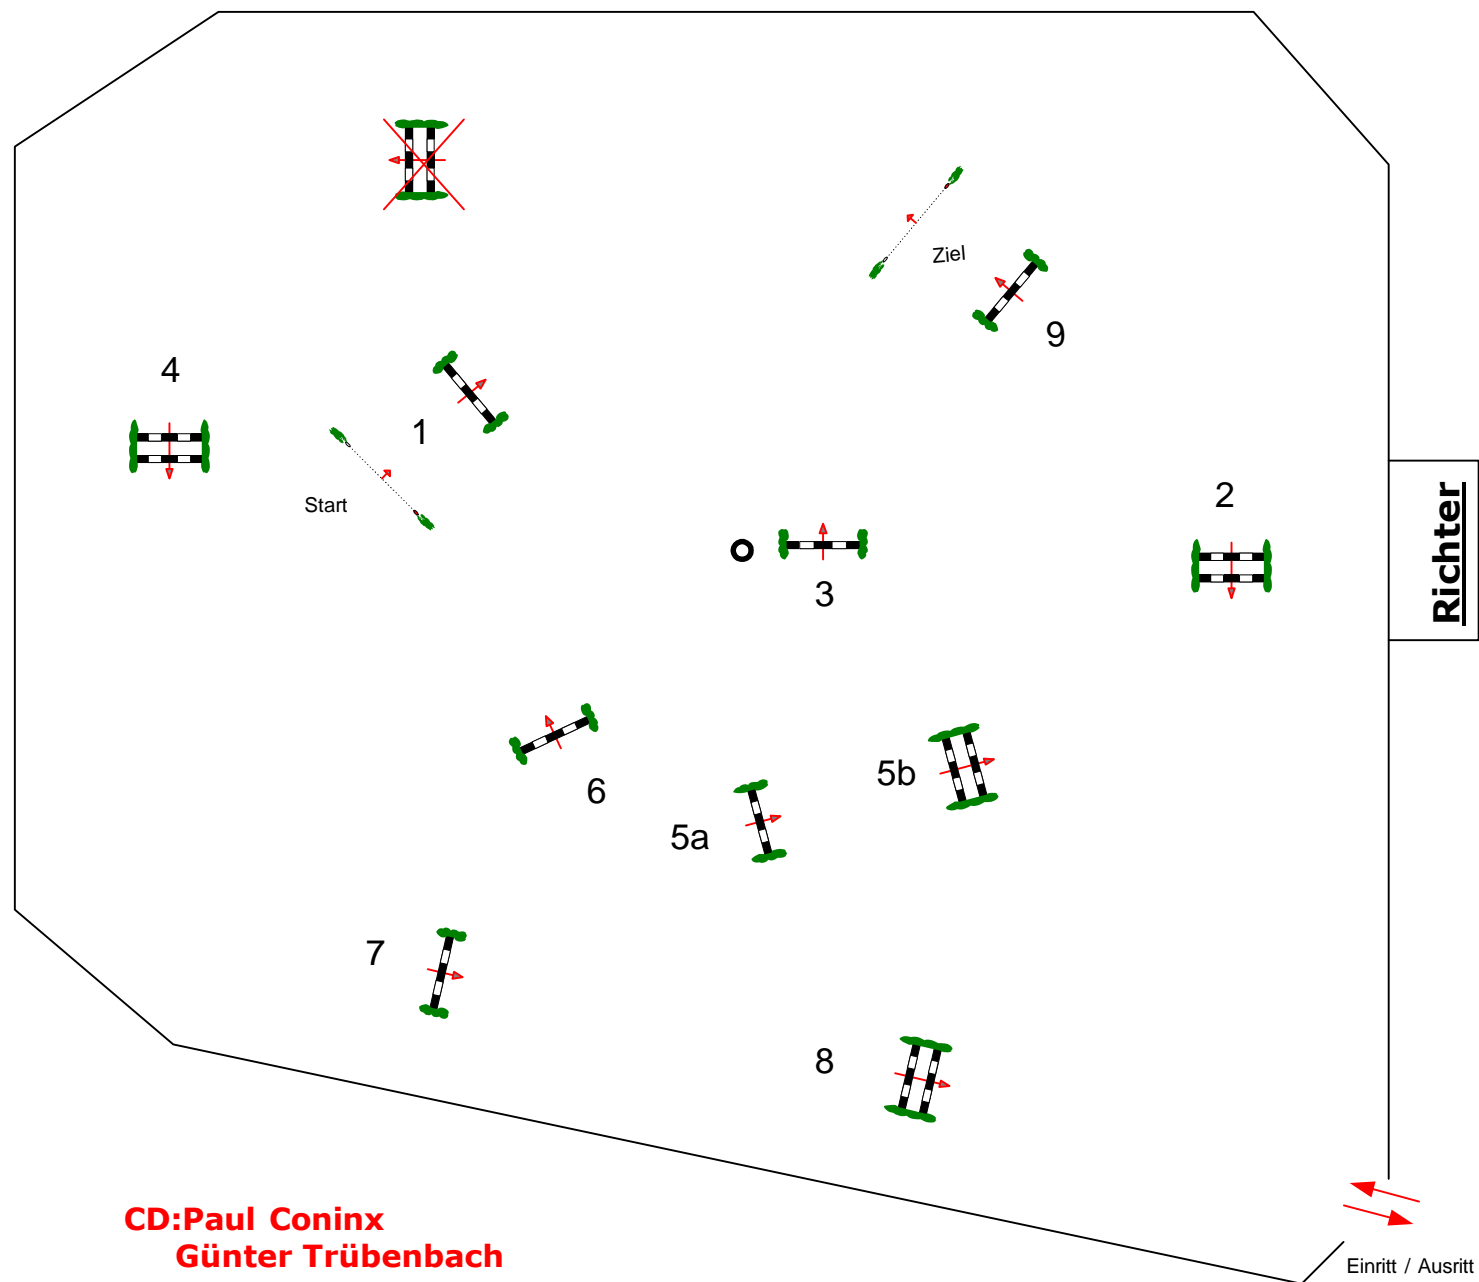 Ziel
9
4
1
Start
2
Richter
3
6
5b
5a
7
8
CD:Paul Coninx
Günter Trübenbach
Einritt / Ausritt